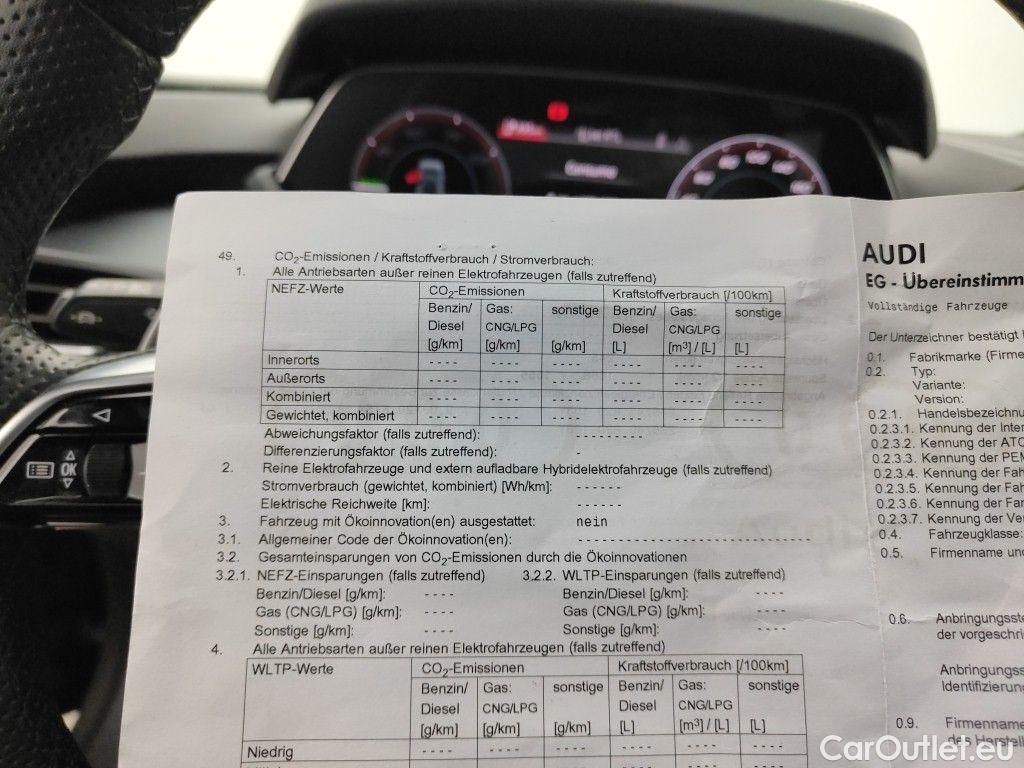 49. CO2-Emissionen / Kraftstoffverbrauch / Stromverbrauch:
1. Alle Antriebsarten außer reinen Elektrofahrzeugen (falls zutreffend)
NEFZ-Werte CO2-Emissionen Kraftstoffverbrauch [/100km]
Benzin/ Gas: sonstige Benzin/ Gas: sonstige
Diesel CNG/LPG Diesel CNG/LPG
[g/km] [g/km] [g/km] [L] [m³] / [L] [L]
Innerorts ---- ---- ---- ---- ---- ----
Außerorts ---- ---- ---- ---- ---- ----
Kombiniert ---- ---- ---- ---- ---- ----
Gewichtet, kombiniert ---- ---- ---- ---- ---- ----
Abweichungsfaktor (falls zutreffend): ---------
Differenzierungsfaktor (falls zutreffend): -
2. Reine Elektrofahrzeuge und extern aufladbare Hybridelektrofahrzeuge (falls zutreffend)
Stromverbrauch (gewichtet, kombiniert) [Wh/km]: ------
Elektrische Reichweite [km]: ------
3. Fahrzeug mit Ökoinnovation(en) ausgestattet: nein
3.1. Allgemeiner Code der Ökoinnovation(en): ------------------------------
3.2. Gesamteinsparungen von CO2-Emissionen durch die Ökoinnovationen
3.2.1. NEFZ-Einsparungen (falls zutreffend) 3.2.2. WLTP-Einsparungen (falls zutreffend)
Benzin/Diesel [g/km]: ---- Benzin/Diesel [g/km]: ----
Gas (CNG/LPG) [g/km]: ---- Gas (CNG/LPG) [g/km]: ----
Sonstige [g/km]: ---- Sonstige [g/km]: ----
4. Alle Antriebsarten außer reinen Elektrofahrzeugen (falls zutreffend)
WLTP-Werte CO2-Emissionen Kraftstoffverbrauch [/100km]
Benzin/ Gas: sonstige Benzin/ Gas: sonstige
Diesel CNG/LPG Diesel CNG/LPG
[g/km] [g/km] [g/km] [L] [m³] / [L] [L]
Niedrig ---- ---- ---- ---- ---- ----
AUDI
EG - Übereinstimm
Vollständige Fahrzeuge
Der Unterzeichner bestätigt
0.1. Fabrikmarke (Firme
0.2. Typ:
Variante:
Version:
0.2.1. Handelsbezeichnu
0.2.3.1. Kennung der Inter
0.2.3.2. Kennung der ATC
0.2.3.3. Kennung der PEM
0.2.3.4. Kennung der Fah
0.2.3.5. Kennung der Fah
0.2.3.6. Kennung der Fah
0.2.3.7. Kennung der Ve
0.4. Fahrzeugklasse:
0.5. Firmenname und
0.6. Anbringungsste
der vorgeschri
Anbringungss
Identifizierun
0.9. Firmenname
des Herstell
Consumo
OK
CarOutlet.eu